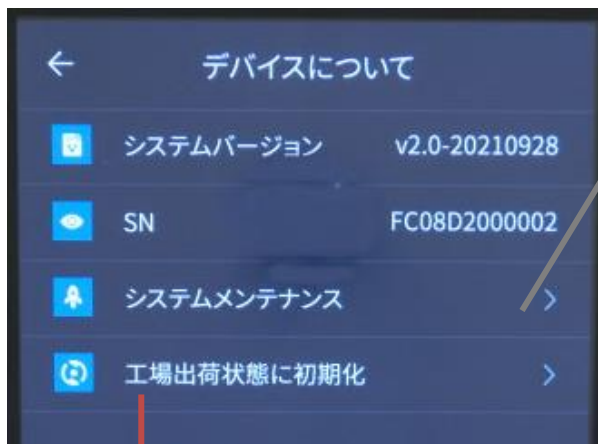 デバイスについて
システムバージョン v2.0-20210928
SN FC08D2000002
システムメンテナンス
工場出荷状態に初期化